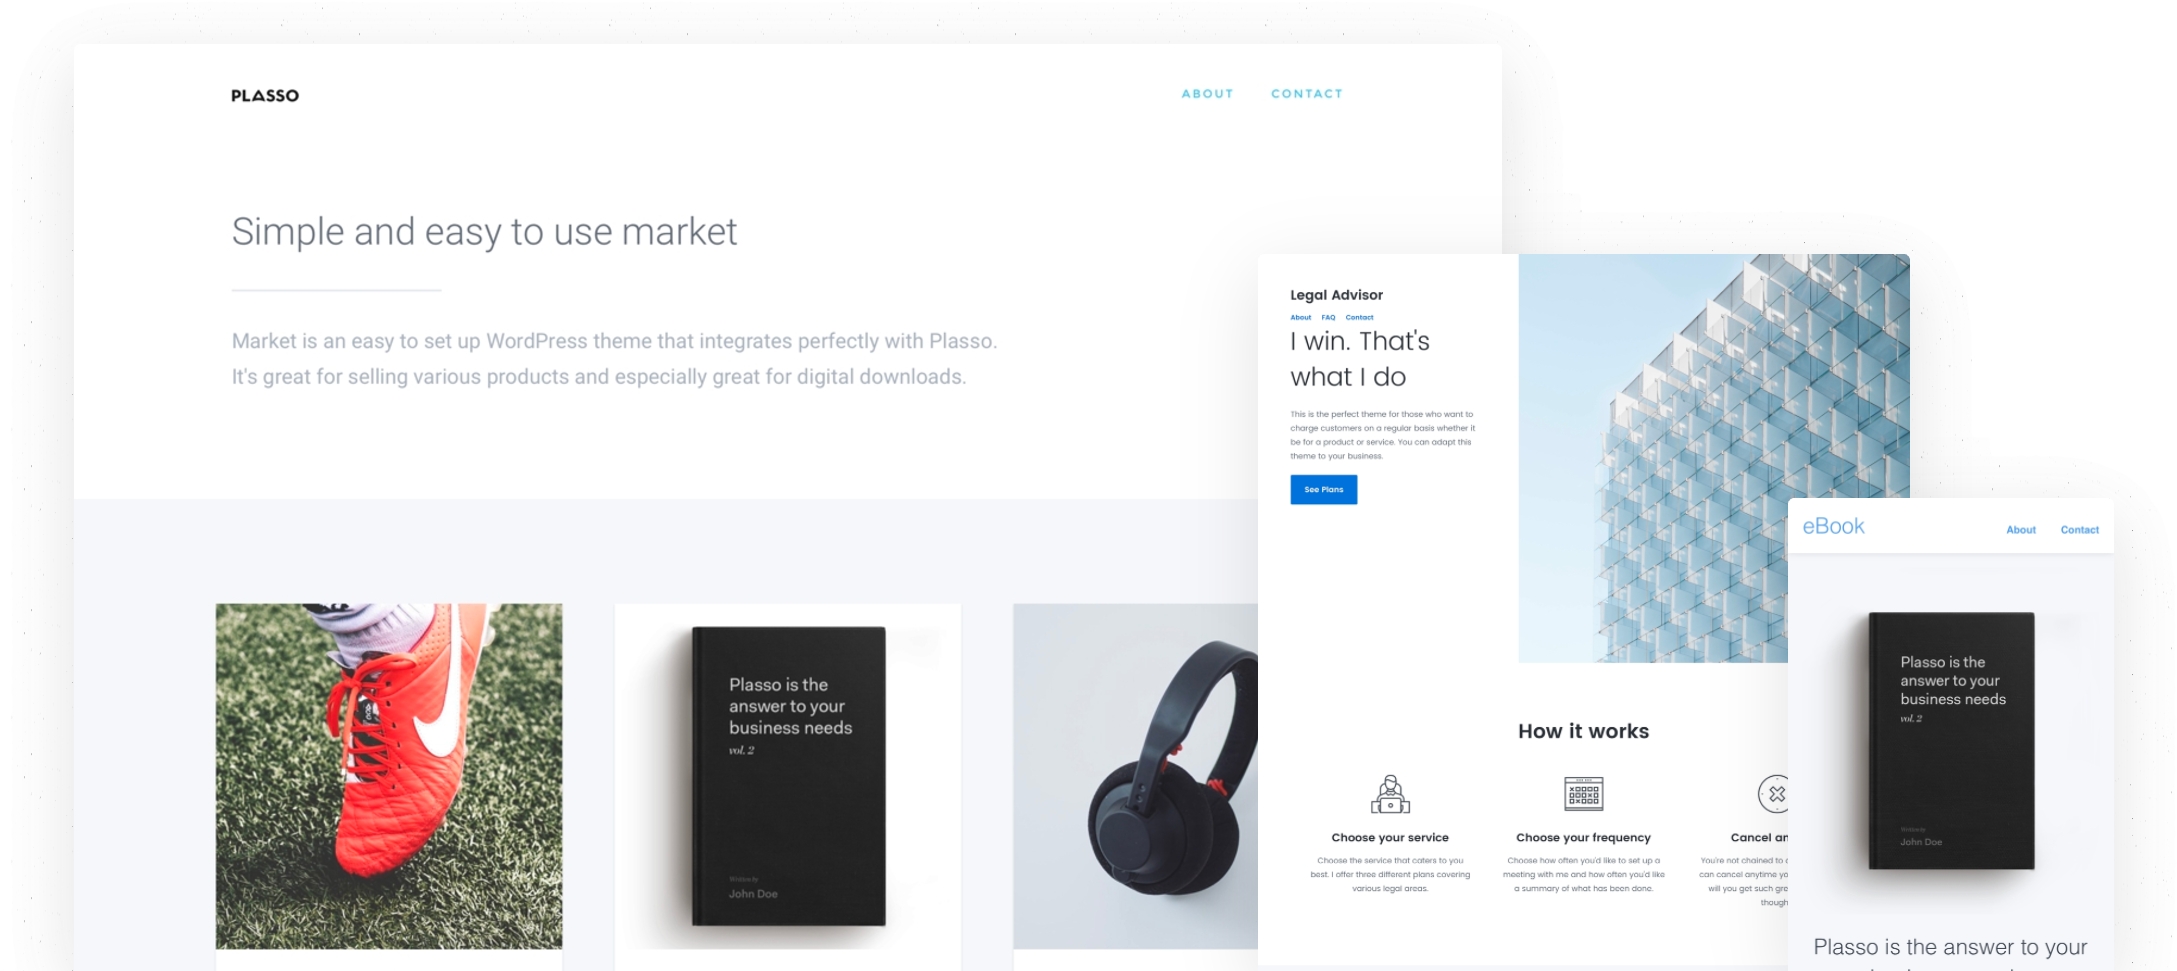 PLASSO
ABOUT CONTACT
Simple and easy to use market
Market is an easy to set up WordPress theme that integrates perfectly with Plasso.
It's great for selling various products and especially great for digital downloads.
Plasso is the
answer to your
business needs
vol. 2
Written by
John Doe
Legal Advisor
About FAQ Contact
I win. That's
what I do
This is the perfect theme for those who want to
charge customers on a regular basis whether it
be for a product or service. You can adapt this
theme to your business.
See Plans
How it works
Choose your service
Choose the service that caters to you
best. I offer three different plans covering
various legal areas.
Choose your frequency
Choose how often you'd like to set up a
meeting with me and how often you'd like
a summary of what has been done.
Cancel an
You're not chained to
can cancel anytime yo
will you get such gre
though
eBook
About Contact
Plasso is the
answer to your
business needs
vol. 2
Written by
John Doe
Plasso is the answer to your